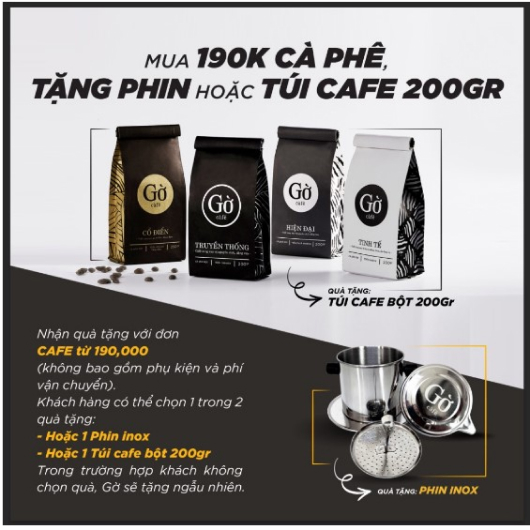 MUA 190K CÀ PHÊ,
TẶNG PHIN HOẶC TÚI CAFE 200GR
Gờ
café
CỔ ĐIỂN
Gờ
café
TRUYỀN THỐNG
Gờ
café
HIỆN ĐẠI
Gờ
café
TINH TẾ
QUÀ TẶNG:
TÚI CAFE BỘT 200Gr
Nhận quà tặng với đơn
CAFE từ 190,000
(không bao gồm phụ kiện và phí
vận chuyển).
Khách hàng có thể chọn 1 trong 2
quà tặng:
- Hoặc 1 Phin inox
- Hoặc 1 Túi cafe bột 200gr
Trong trường hợp khách không
chọn quà, Gờ sẽ tặng ngẫu nhiên.
Gờ
QUÀ TẶNG: PHIN INOX